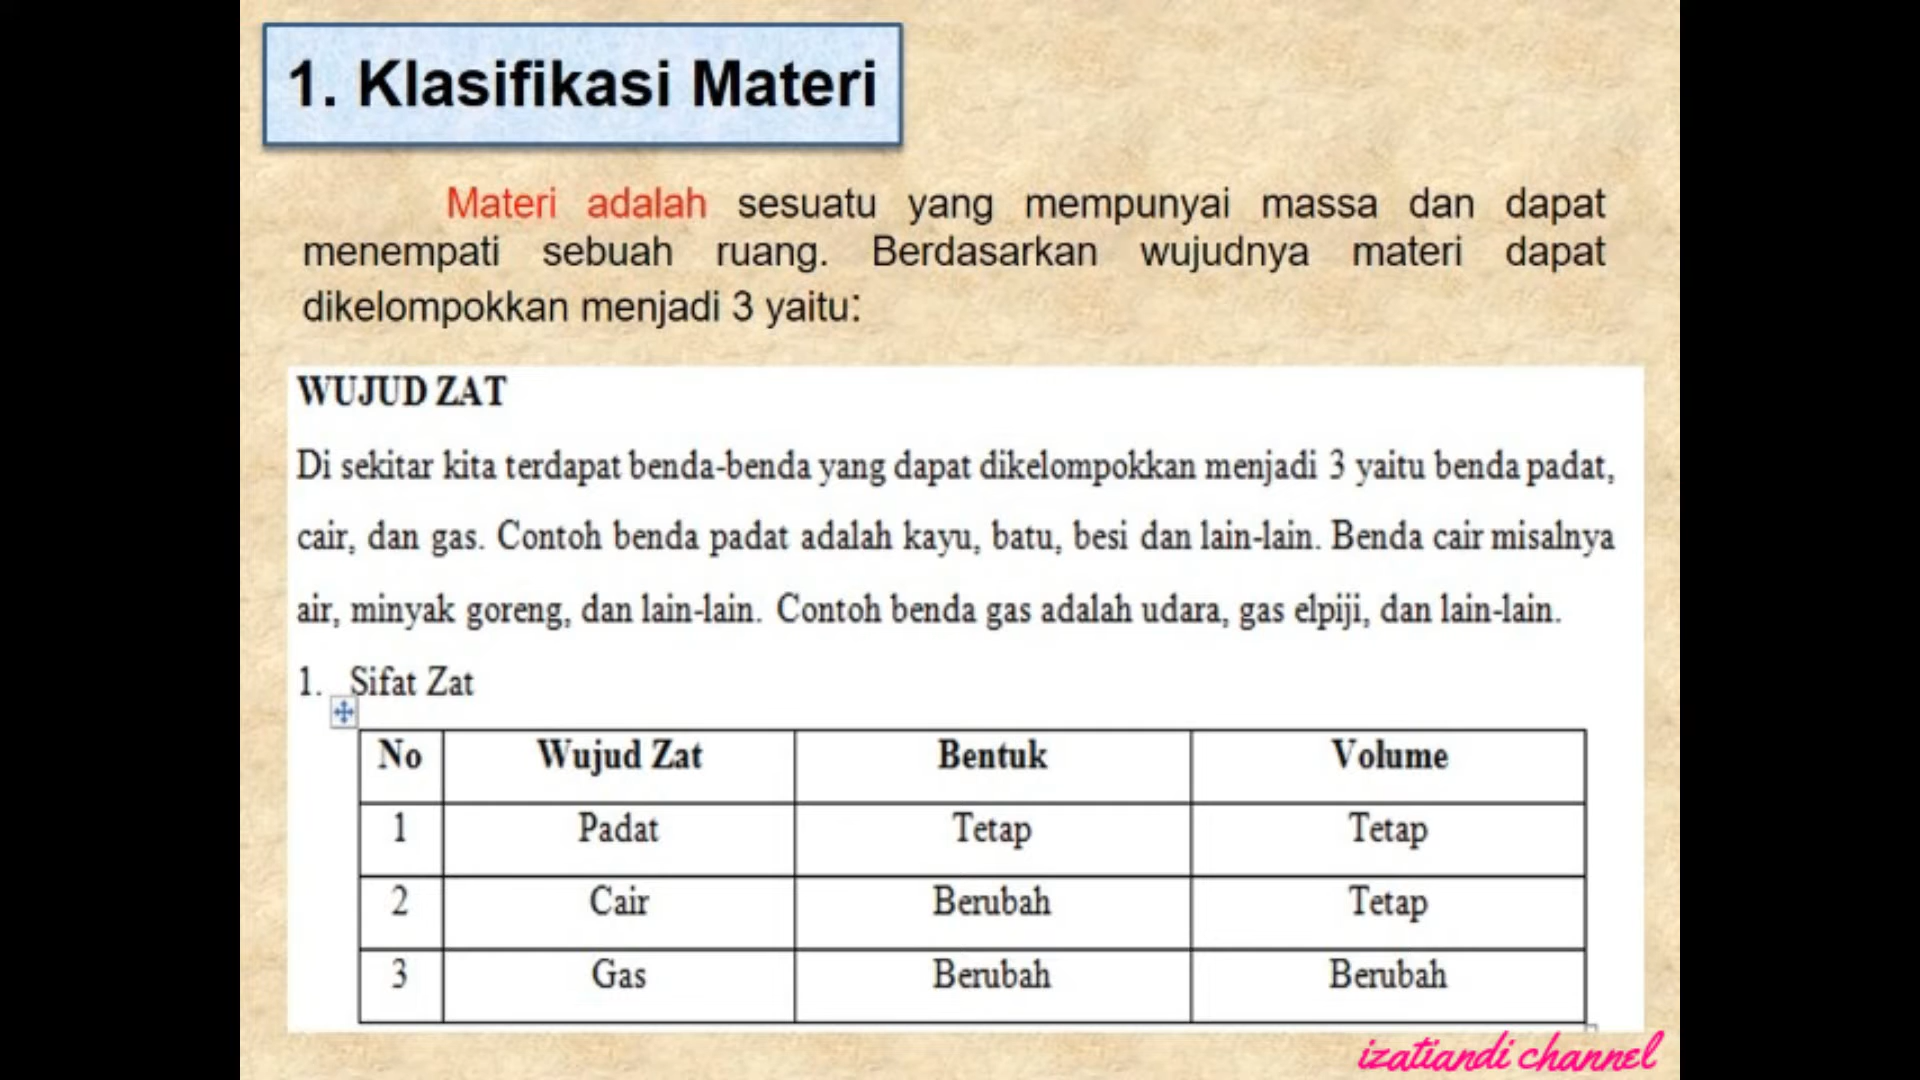 1. Klasifikasi Materi
Materi adalah sesuatu yang mempunyai massa dan dapat
menempati sebuah ruang. Berdasarkan wujudnya materi dapat
dikelompokkan menjadi 3 yaitu:
WUJUD ZAT
Di sekitar kita terdapat benda-benda yang dapat dikelompokkan menjadi 3 yaitu benda padat,
cair, dan gas. Contoh benda padat adalah kayu, batu, besi dan lain-lain. Benda cair misalnya
air, minyak goreng, dan lain-lain. Contoh benda gas adalah udara, gas elpiji, dan lain-lain.
1. Sifat Zat
No Wujud Zat Bentuk Volume
1 Padat Tetap Tetap
2 Cair Berubah Tetap
3 Gas Berubah Berubah
izatiandi channel